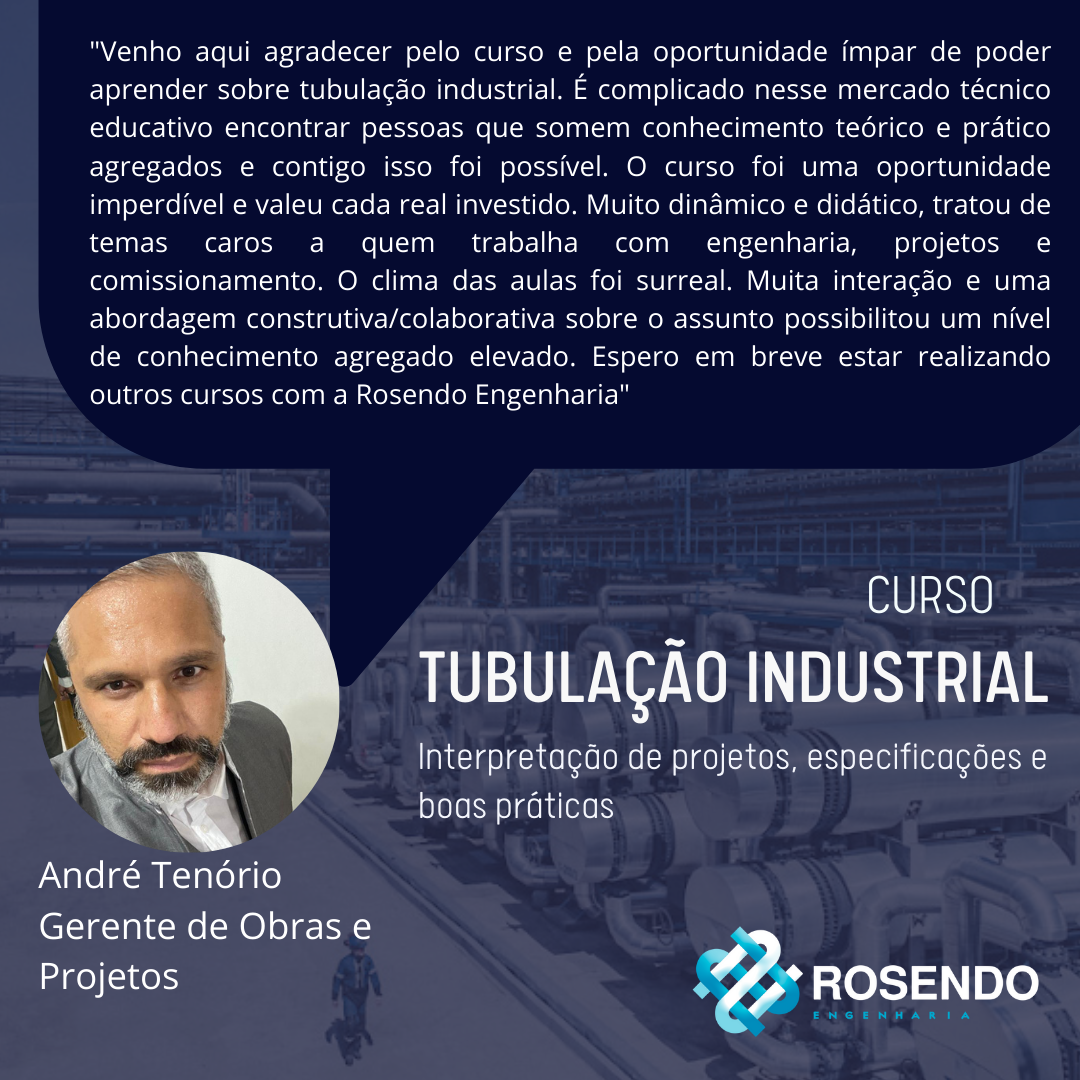 "Venho aqui agradecer pelo curso e pela oportunidade ímpar de poder
aprender sobre tubulação industrial. É complicado nesse mercado técnico
educativo encontrar pessoas que somem conhecimento teórico e prático
agregados e contigo isso foi possível. O curso foi uma oportunidade
imperdível e valeu cada real investido. Muito dinâmico e didático, tratou de
temas caros a quem trabalha com engenharia, projetos e
comissionamento. O clima das aulas foi surreal. Muita interação e uma
abordagem construtiva/colaborativa sobre o assunto possibilitou um nível
de conhecimento agregado elevado. Espero em breve estar realizando
outros cursos com a Rosendo Engenharia"
CURSO
TUBULAÇÃO INDUSTRIAL
Interpretação de projetos, especificações e
boas práticas
André Tenório
Gerente de Obras e
Projetos
ROSENDO
ENGENHARIA